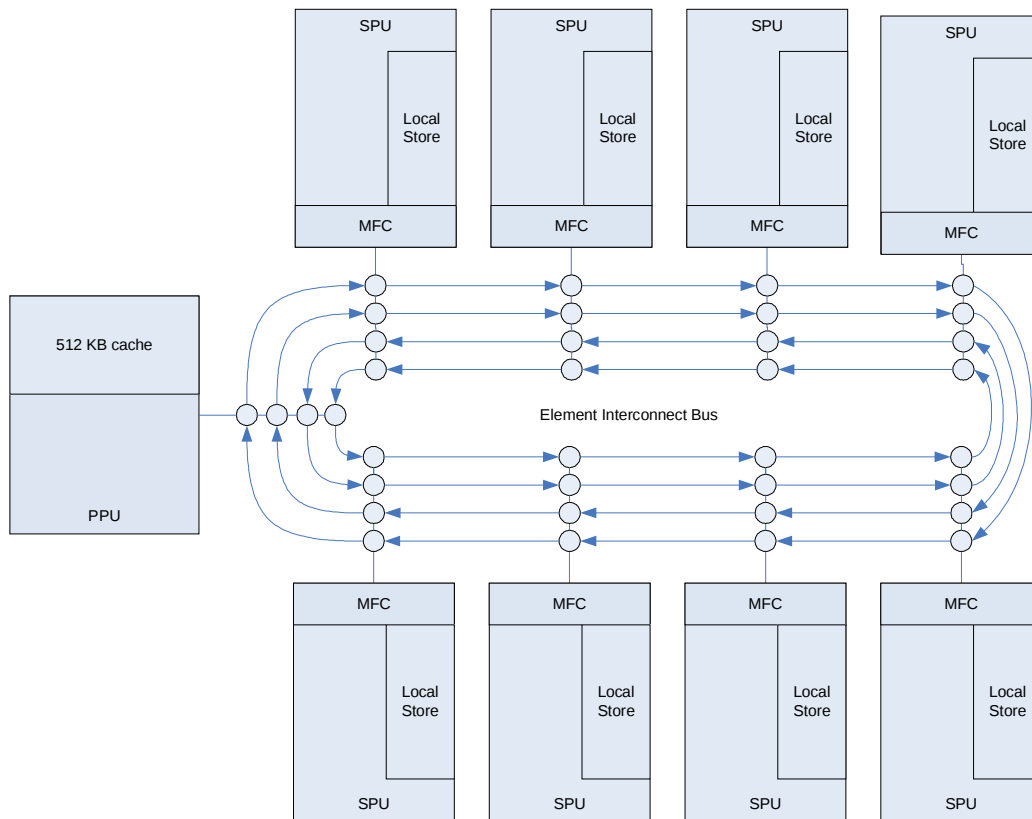 SPU
SPU
SPU
SPU
Local
Store
Local
Store
Local
Store
Local
Store
MFC
MFC
MFC
MFC
512 KB cache
Element Interconnect Bus
PPU
MFC
MFC
MFC
MFC
Local
Store
Local
Store
Local
Store
Local
Store
SPU
SPU
SPU
SPU